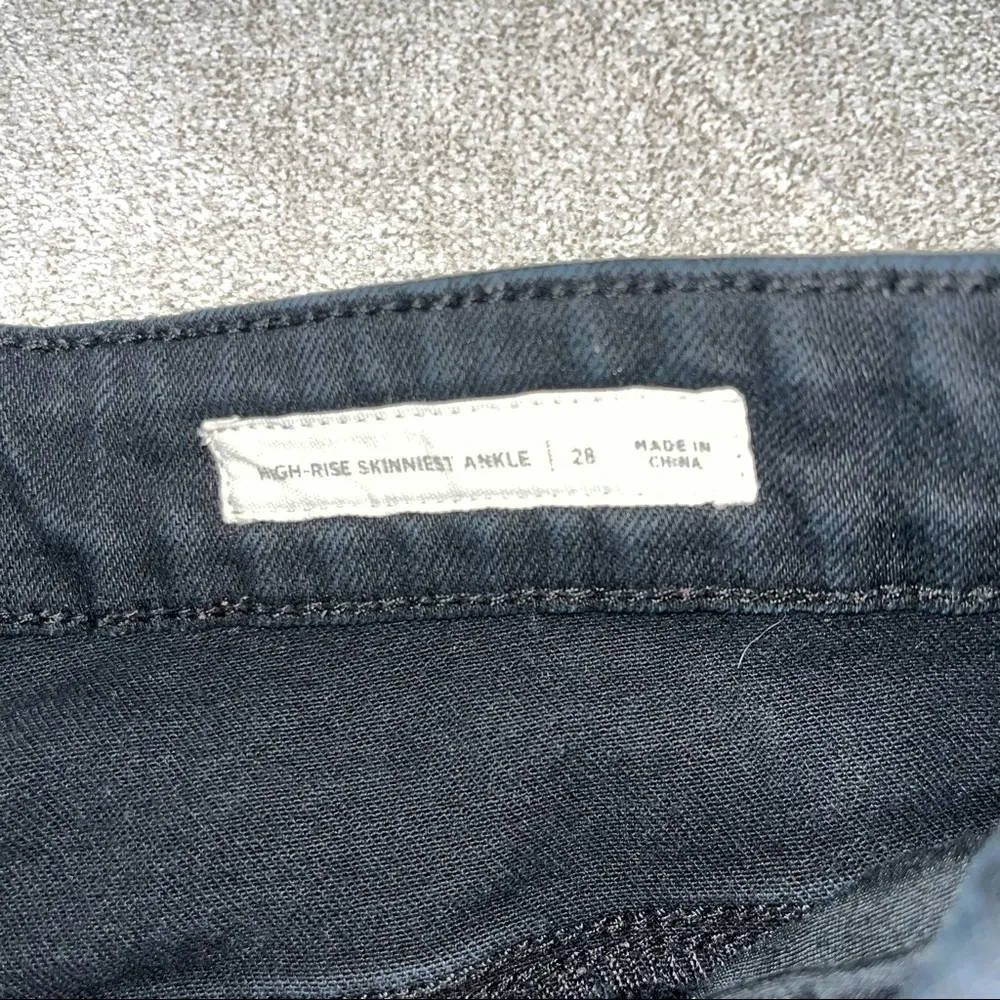 HIGH-RISE SKINNIEST ANKLE | 28
MADE IN
CHINA